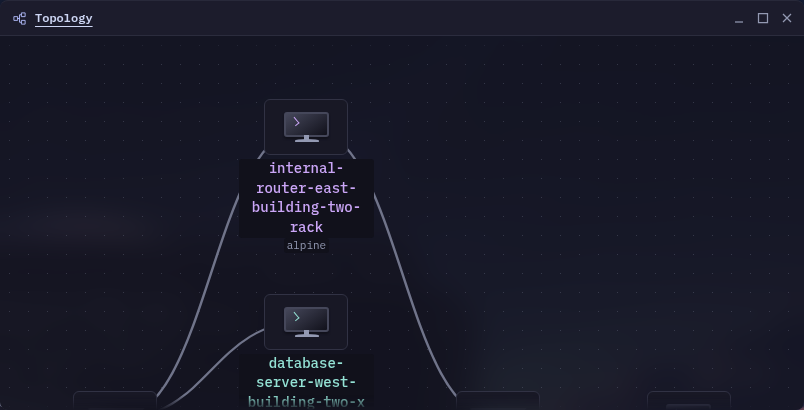 Topology
internal-
router-east-
building-two-
rack
alpine
database-
server-west-
building-two-x